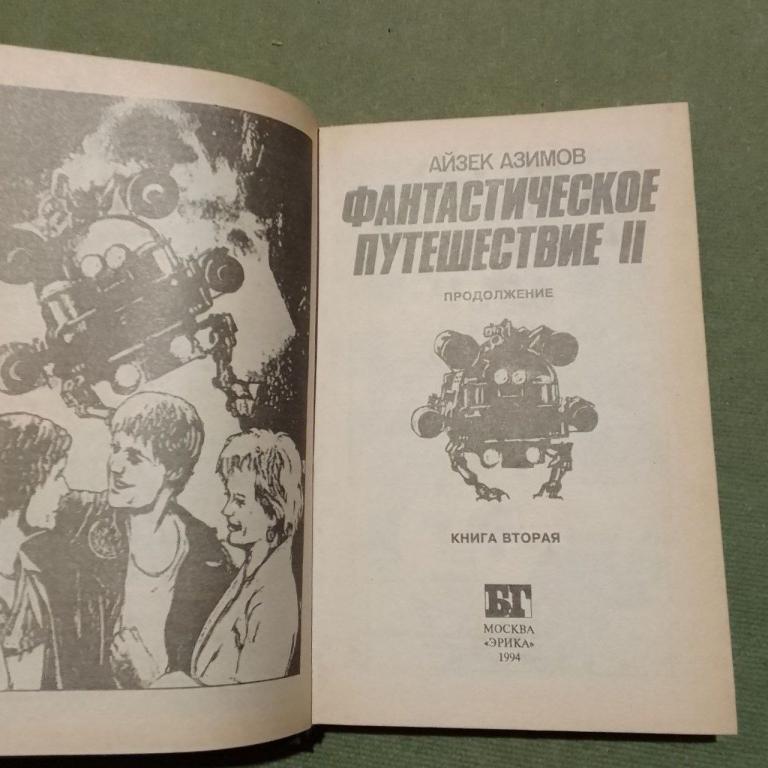 АЙЗЕК АЗИМОВ
ФАНТАСТИЧЕСКОЕ
ПУТЕШЕСТВИЕ II
ПРОДОЛЖЕНИЕ
КНИГА ВТОРАЯ
БГ
МОСКВА
«ЭРИКА»
1994